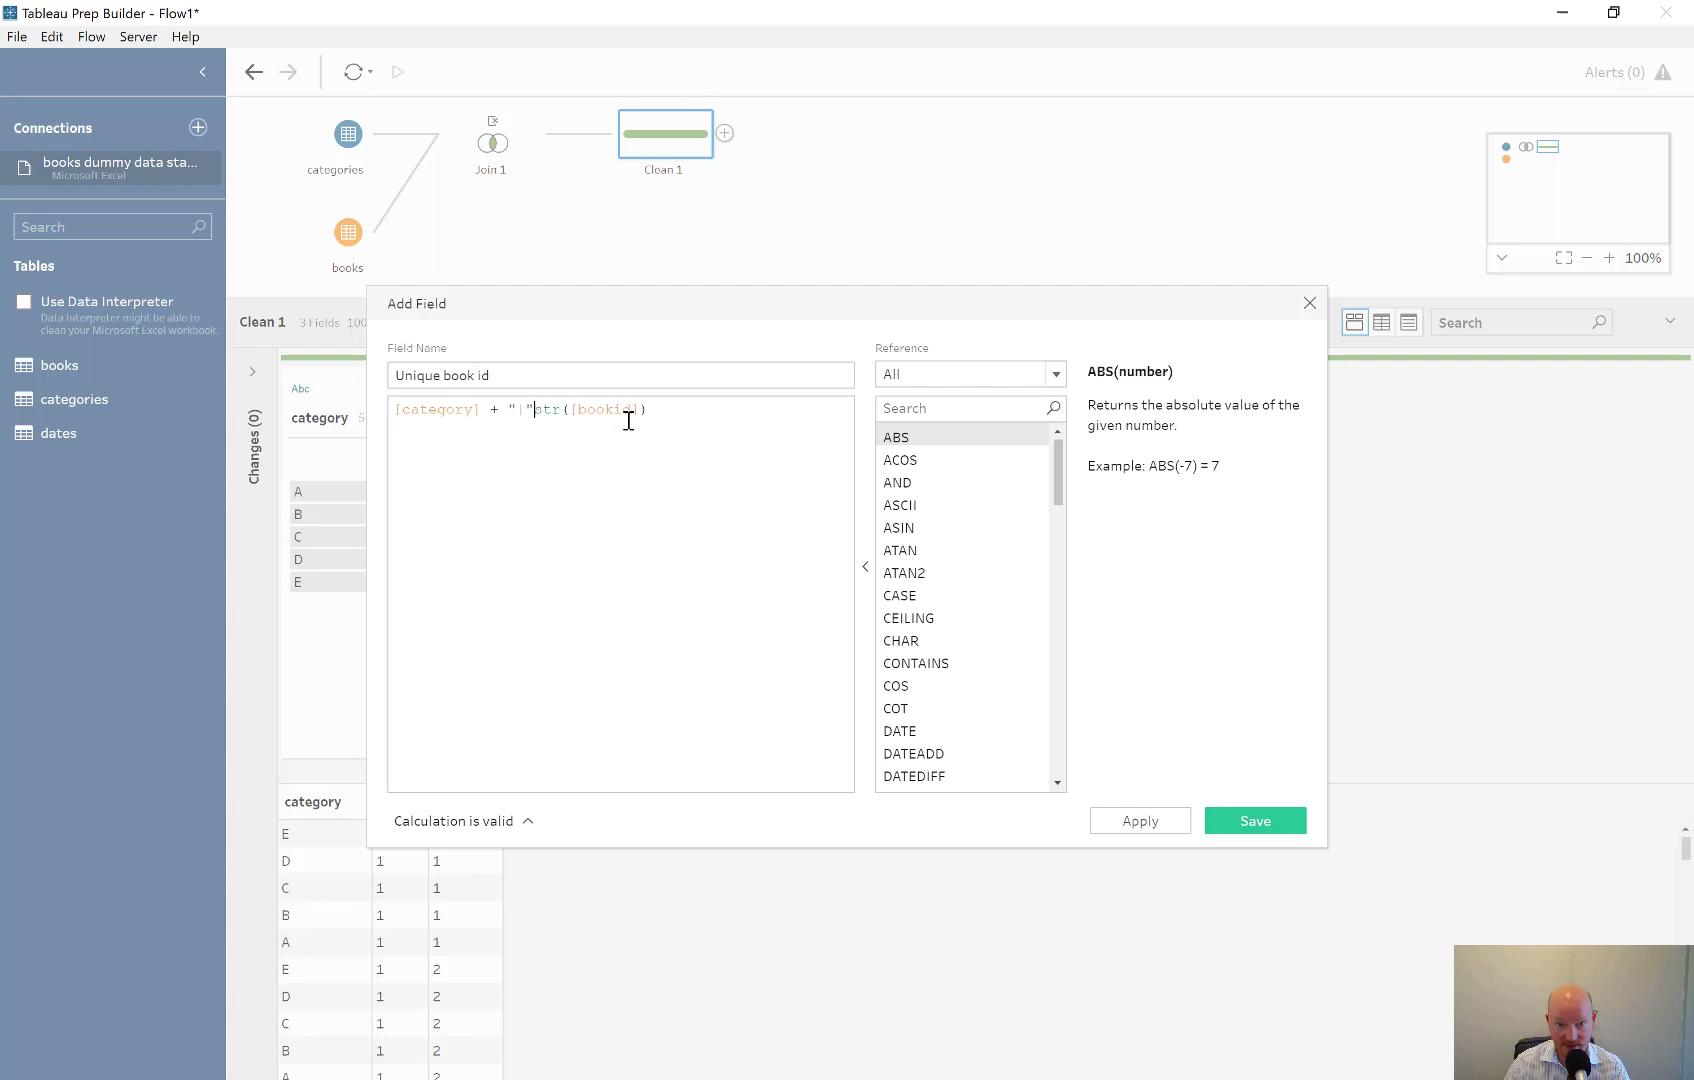 Tableau Prep Builder - Flow1*
File Edit Flow Server Help
Alerts (0)
Connections
books dummy data sta...
Microsoft Excel
Search
Tables
Use Data Interpreter
Data Interpreter might be able to
clean your Microsoft Excel workbook.
books
categories
dates
categories
books
Join 1
Clean 1
100%
Clean 1 3 Fields 100
Search
Changes (0)
Abc
category 5
A
B
C
D
E
Add Field
Field Name
Unique book id
[category] + "|"str([bookid])
Calculation is valid
Reference
All
Search
ABS
ACOS
AND
ASCII
ASIN
ATAN
ATAN2
CASE
CEILING
CHAR
CONTAINS
COS
COT
DATE
DATEADD
DATEDIFF
ABS(number)
Returns the absolute value of the
given number.
Example: ABS(-7) = 7
Apply
Save
category
E
D 1 1
C 1 1
B 1 1
A 1 1
E 1 2
D 1 2
C 1 2
B 1 2
A 1 2